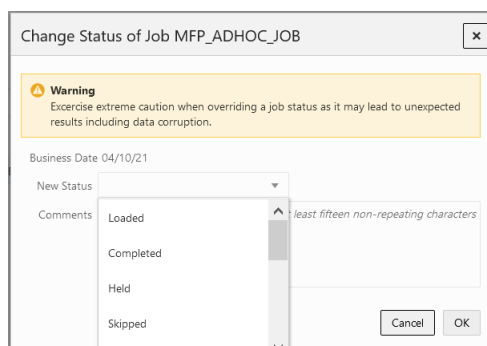 Change Status of Job MFP_ADHOC_JOB
Warning
Excercise extreme caution when overriding a job status as it may lead to unexpected
results including data corruption.
Business Date 04/10/21
New Status
Comments
least fifteen non-repeating characters
Loaded
Completed
Held
Skipped
Cancel
OK